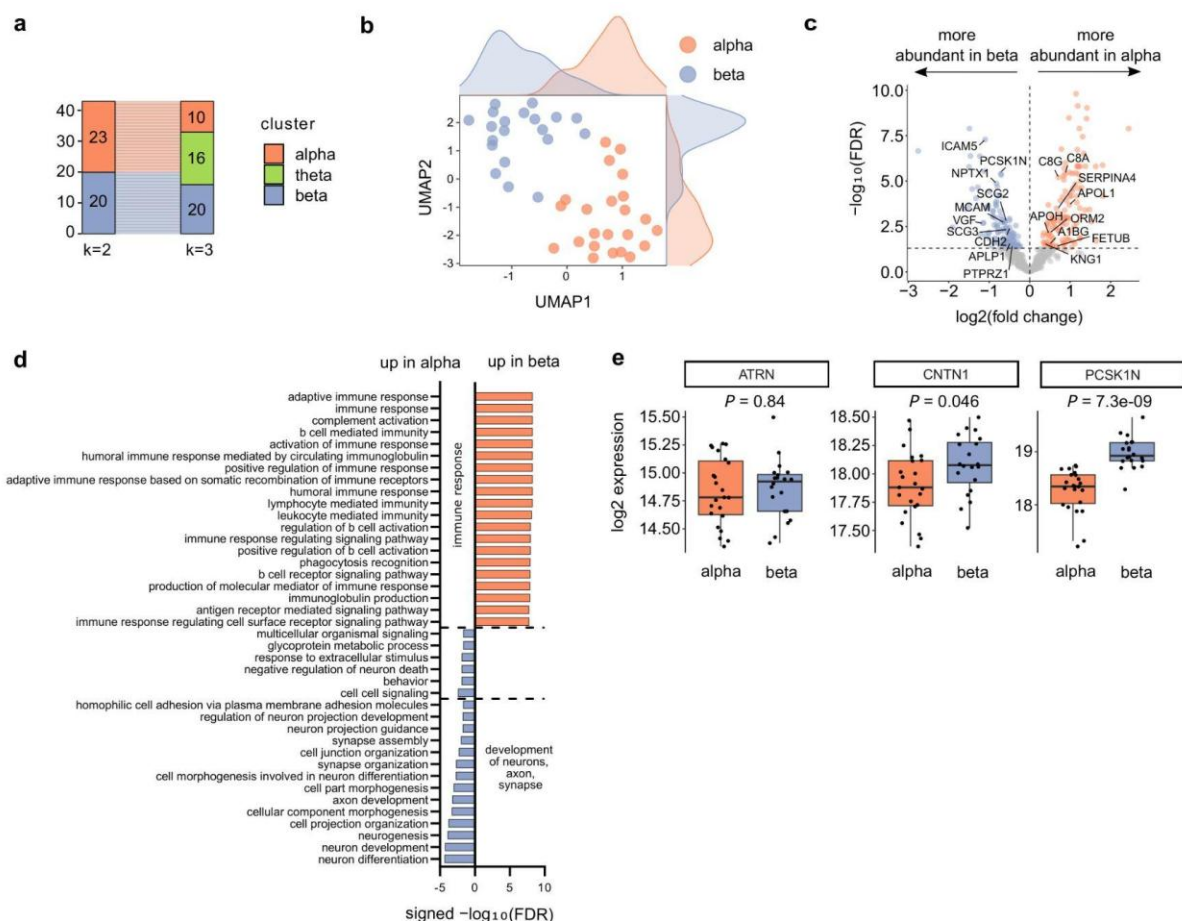 a
40
30
20
10
0
23
20
10
16
20
k=2
k=3
cluster
alpha
theta
beta
b
alpha
beta
UMAP2
2
1
0
-1
-2
-3
-1
0
1
UMAP1
c
more
abundant in beta
more
abundant in alpha
−log10(FDR)
10.0
7.5
5.0
2.5
0.0
ICAM5
PCSK1N
NPTX1
SCG2
MCAM
VGF
SCG3
CDH2
APLP1
PTPRZ1
C8G
C8A
SERPINA4
APOL1
APOH
ORM2
A1BG
FETUB
KNG1
−3
−2
−1
0
1
2
log2(fold change)
d
up in alpha
up in beta
adaptive immune response
immune response
complement activation
b cell mediated immunity
activation of immune response
humoral immune response mediated by circulating immunoglobulin
positive regulation of immune response
adaptive immune response based on somatic recombination of immune receptors
humoral immune response
lymphocyte mediated immunity
leukocyte mediated immunity
regulation of b cell activation
immune response regulating signaling pathway
positive regulation of b cell activation
phagocytosis recognition
b cell receptor signaling pathway
production of molecular mediator of immune response
immunoglobulin production
antigen receptor mediated signaling pathway
immune response regulating cell surface receptor signaling pathway
multicellular organismal signaling
glycoprotein metabolic process
response to extracellular stimulus
negative regulation of neuron death
behavior
cell cell signaling
homophilic cell adhesion via plasma membrane adhesion molecules
regulation of neuron projection development
neuron projection guidance
synapse assembly
cell junction organization
synapse organization
cell morphogenesis involved in neuron differentiation
cell part morphogenesis
axon development
cellular component morphogenesis
cell projection organization
neurogenesis
neuron development
neuron differentiation
immune response
development
of neurons,
axon,
synapse
-5
0
5
10
signed −log10(FDR)
e
ATRN
CNTN1
PCSK1N
P = 0.84
P = 0.046
P = 7.3e-09
log2 expression
15.50
15.25
15.00
14.75
14.50
18.50
18.25
18.00
17.75
17.50
19
18
alpha
beta
alpha
beta
alpha
beta